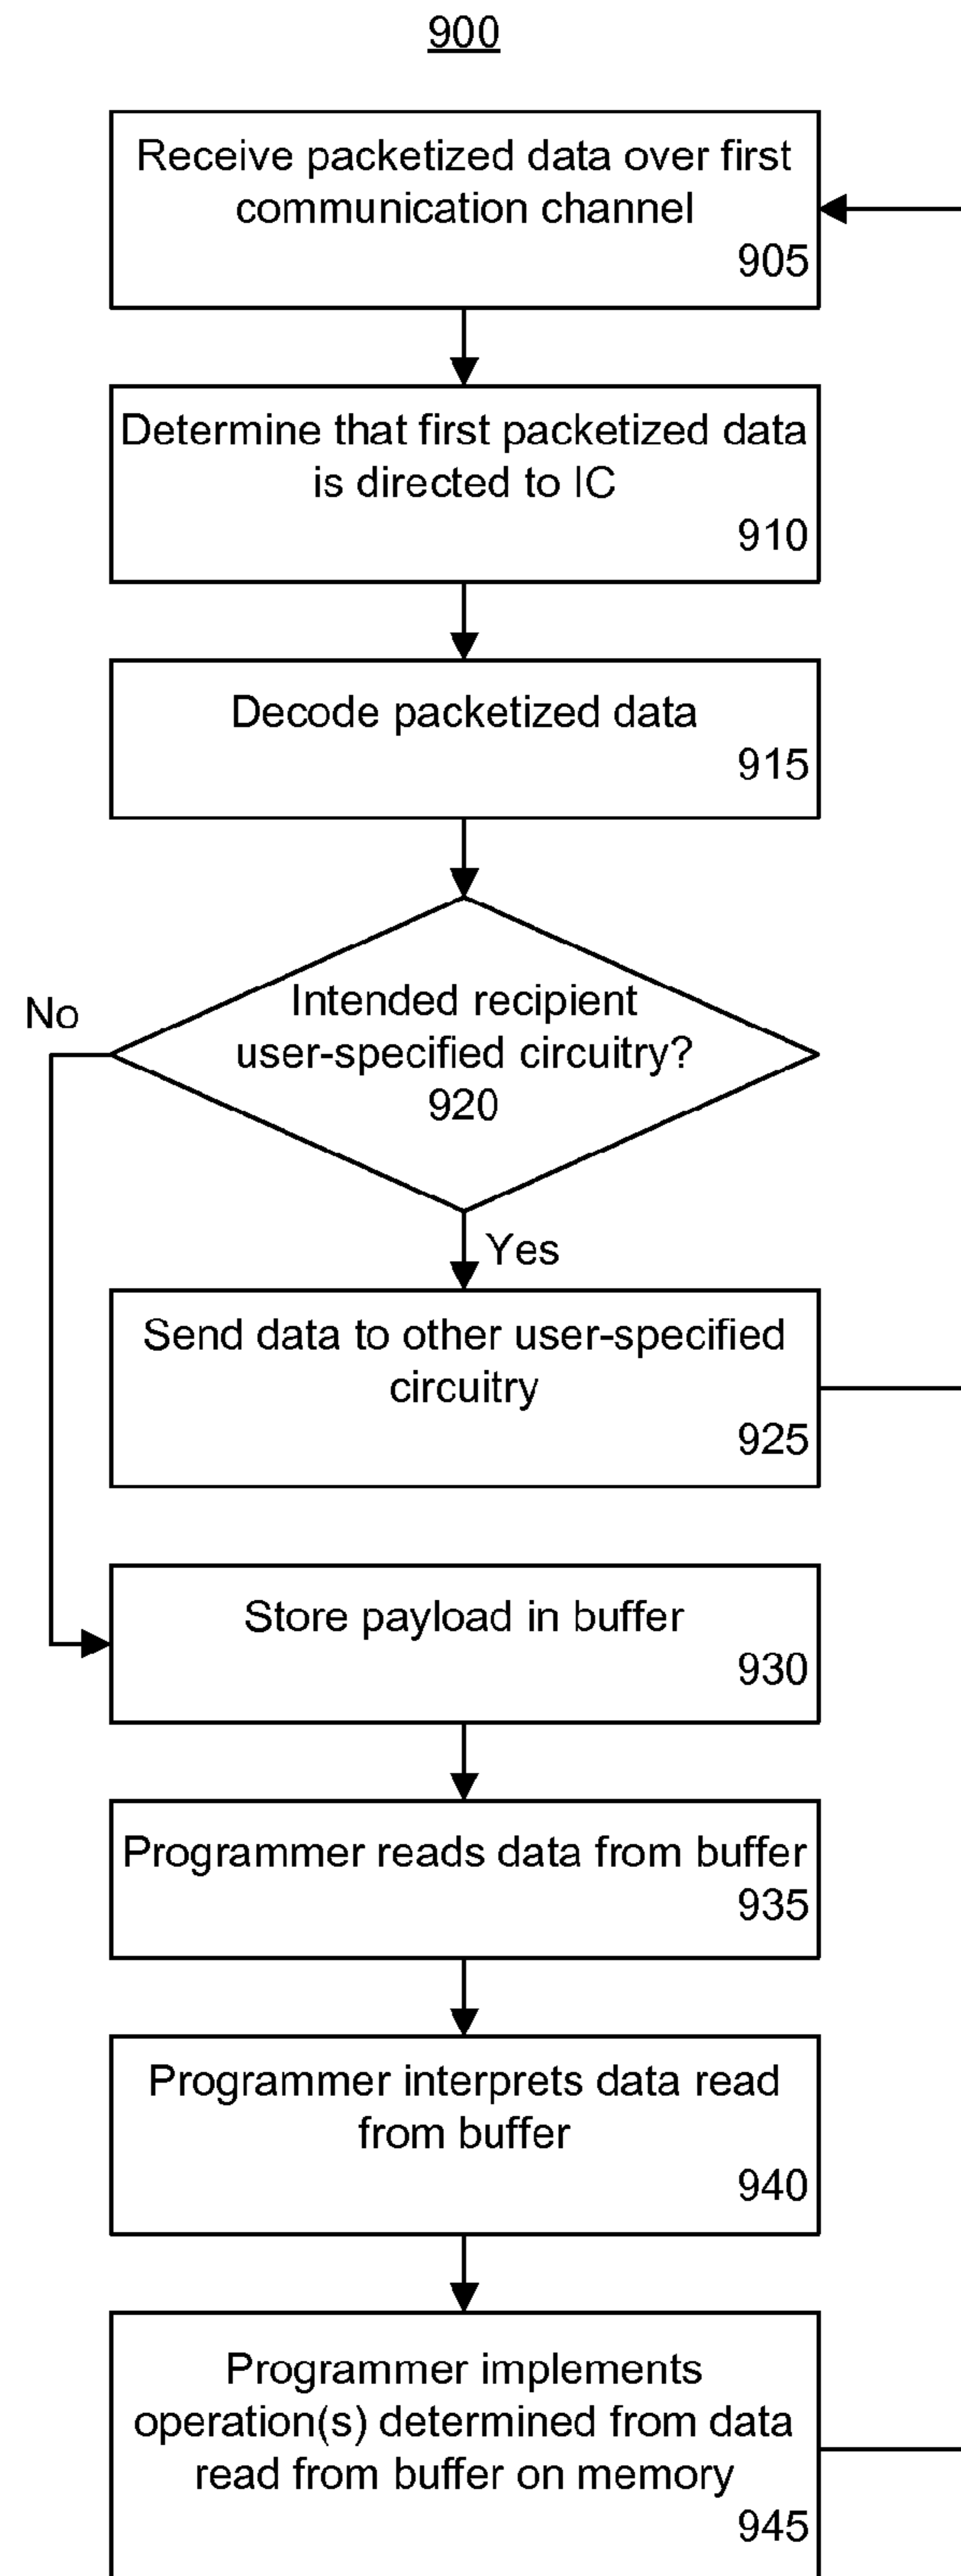 900
Receive packetized data over first
communication channel
905
Determine that first packetized data
is directed to IC
910
Decode packetized data
915
Intended recipient
user-specified circuitry?
920
No
Yes
Send data to other user-specified
circuitry
925
Store payload in buffer
930
Programmer reads data from buffer
935
Programmer interprets data read
from buffer
940
Programmer implements
operation(s) determined from data
read from buffer on memory
945